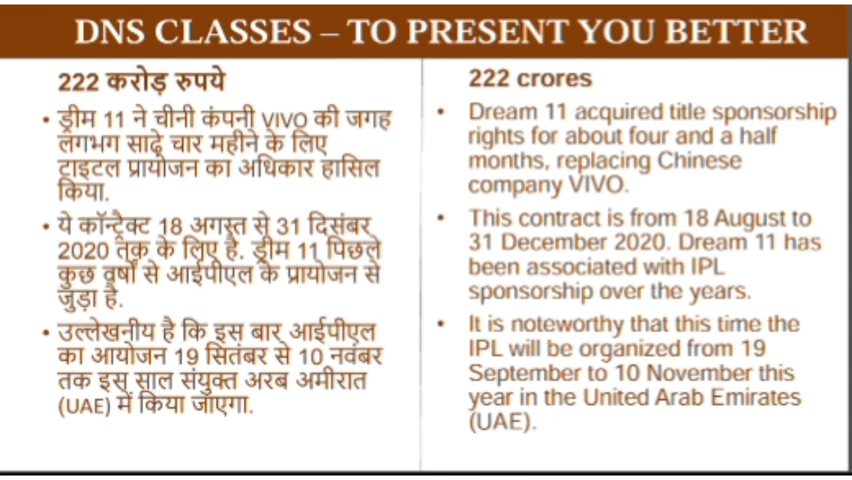 DNS CLASSES – TO PRESENT YOU BETTER
222 करोड़ रुपये
• ड्रीम 11 ने चीनी कंपनी VIVO की जगह
लगभग साढ़े चार महीने के लिए
टाइटल प्रायोजन का अधिकार हासिल
किया.
• ये कॉन्ट्रैक्ट 18 अगस्त से 31 दिसंबर
2020 तक के लिए है. ड्रीम 11 पिछले
कुछ वर्षों से आईपीएल के प्रायोजन से
जुड़ा है.
• उल्लेखनीय है कि इस बार आईपीएल
का आयोजन 19 सितंबर से 10 नवंबर
तक इस साल संयुक्त अरब अमीरात
(UAE) में किया जाएगा.
222 crores
• Dream 11 acquired title sponsorship
rights for about four and a half
months, replacing Chinese
company VIVO.
• This contract is from 18 August to
31 December 2020. Dream 11 has
been associated with IPL
sponsorship over the years.
• It is noteworthy that this time the
IPL will be organized from 19
September to 10 November this
year in the United Arab Emirates
(UAE).